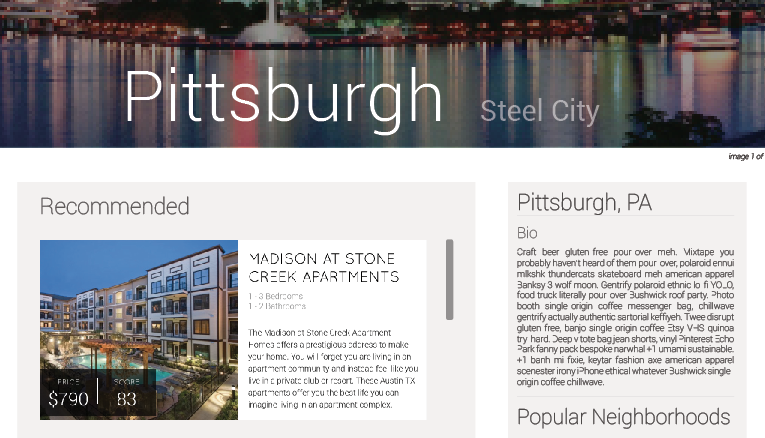 Pittsburgh Steel City
image 1 of
Recommended
MADISON AT STONE
CREEK APARTMENTS
1 - 3 Bedrooms
1 - 2 Bathrooms
The Madison at Stone Creek Apartment
Homes offers a prestigious address to make
your home. You will forget you are living in an
apartment community and instead feel like you
live in a private club or resort. These Austin TX
apartments offer you the best life you can
imagine living in an apartment complex.
PRICE SCORE
$790 83
Pittsburgh, PA
Bio
Craft beer gluten free pour over meh. Mixtape you
probably haven't heard of them pour over, polaroid ennui
mlkshk thundercats skateboard meh american apparel
Banksy 3 wolf moon. Gentrify polaroid ethnic lo fi YOLO,
food truck literally pour over Bushwick roof party. Photo
booth single origin coffee messenger bag, chillwave
gentrify actually authentic sartorial keffiyeh. Twee disrupt
gluten free, banjo single origin coffee Etsy VHS quinoa
try hard. Deep v tote bag jean shorts, vinyl Pinterest Echo
Park fanny pack bespoke narwhal +1 umami sustainable.
+1 banh mi fixie, keytar fashion axe american apparel
scenester irony iPhone ethical whatever Bushwick single
origin coffee chillwave.
Popular Neighborhoods